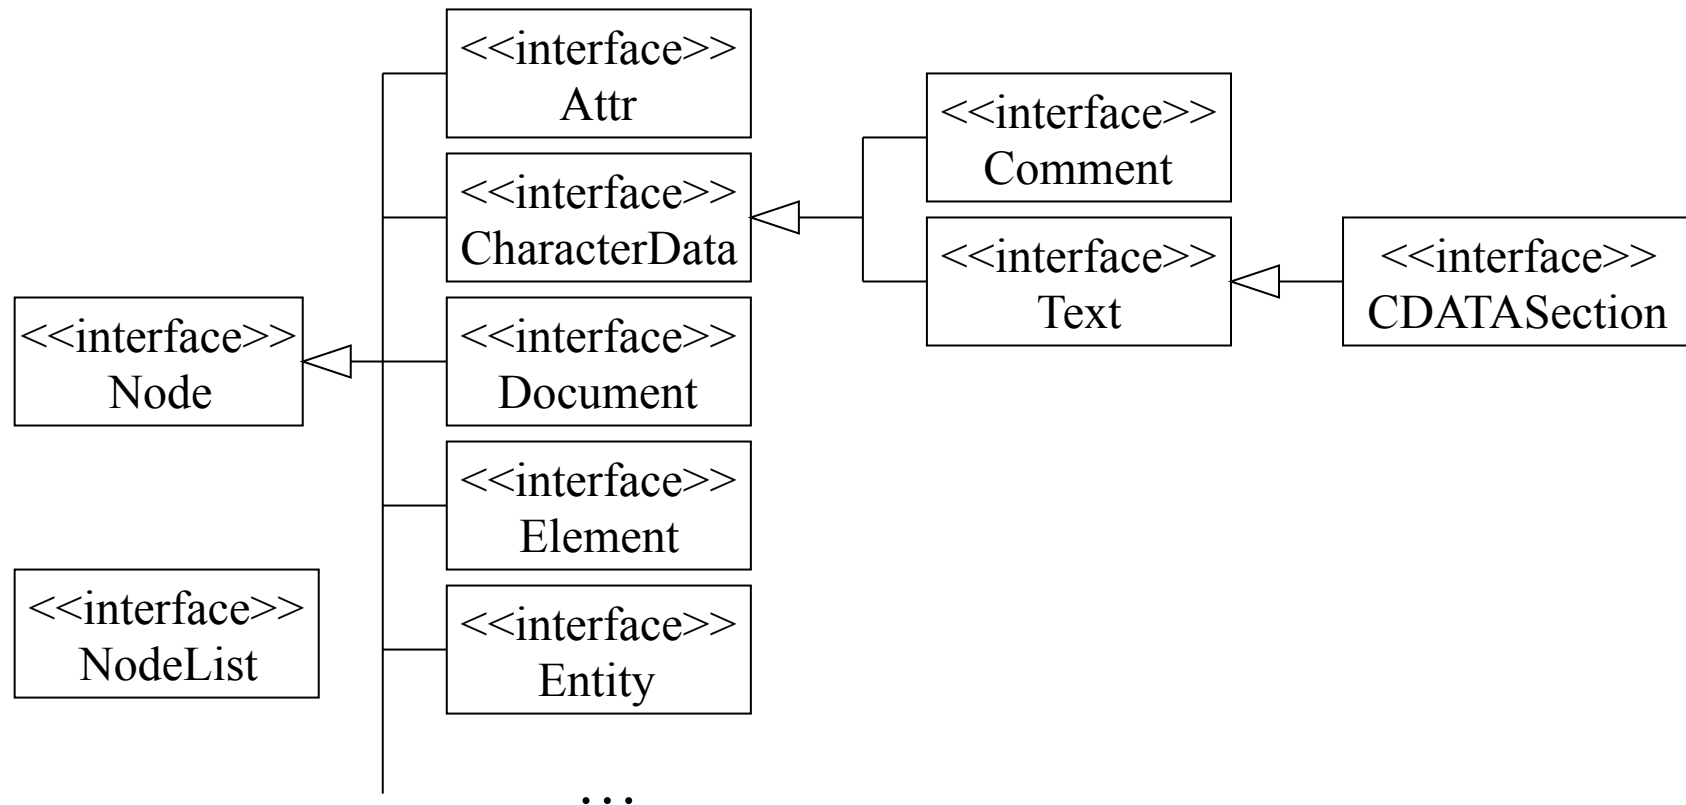 <<interface>>
Attr
<<interface>>
CharacterData
<<interface>>
Comment
<<interface>>
Text
<<interface>>
CDATASection
<<interface>>
Node
<<interface>>
Document
<<interface>>
Element
<<interface>>
NodeList
<<interface>>
Entity
…